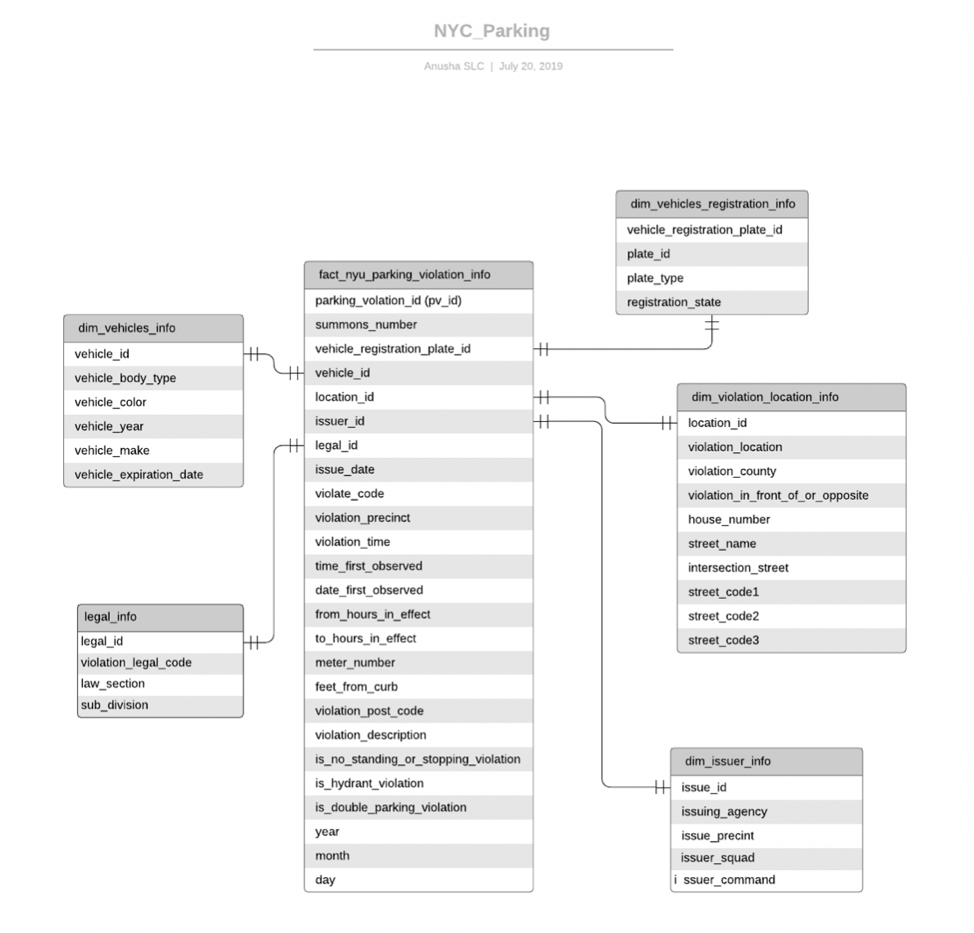 NYC_Parking
Anusha SLC | July 20, 2019
dim_vehicles_registration_info
vehicle_registration_plate_id
plate_id
plate_type
registration_state
fact_nyu_parking_violation_info
parking_volation_id (pv_id)
summons_number
vehicle_registration_plate_id
vehicle_id
location_id
issuer_id
legal_id
issue_date
violate_code
violation_precinct
violation_time
time_first_observed
date_first_observed
from_hours_in_effect
to_hours_in_effect
meter_number
feet_from_curb
violation_post_code
violation_description
is_no_standing_or_stopping_violation
is_hydrant_violation
is_double_parking_violation
year
month
day
dim_vehicles_info
vehicle_id
vehicle_body_type
vehicle_color
vehicle_year
vehicle_make
vehicle_expiration_date
dim_violation_location_info
location_id
violation_location
violation_county
violation_in_front_of_or_opposite
house_number
street_name
intersection_street
street_code1
street_code2
street_code3
legal_info
legal_id
violation_legal_code
law_section
sub_division
dim_issuer_info
issue_id
issuing_agency
issue_precint
issuer_squad
i ssuer_command